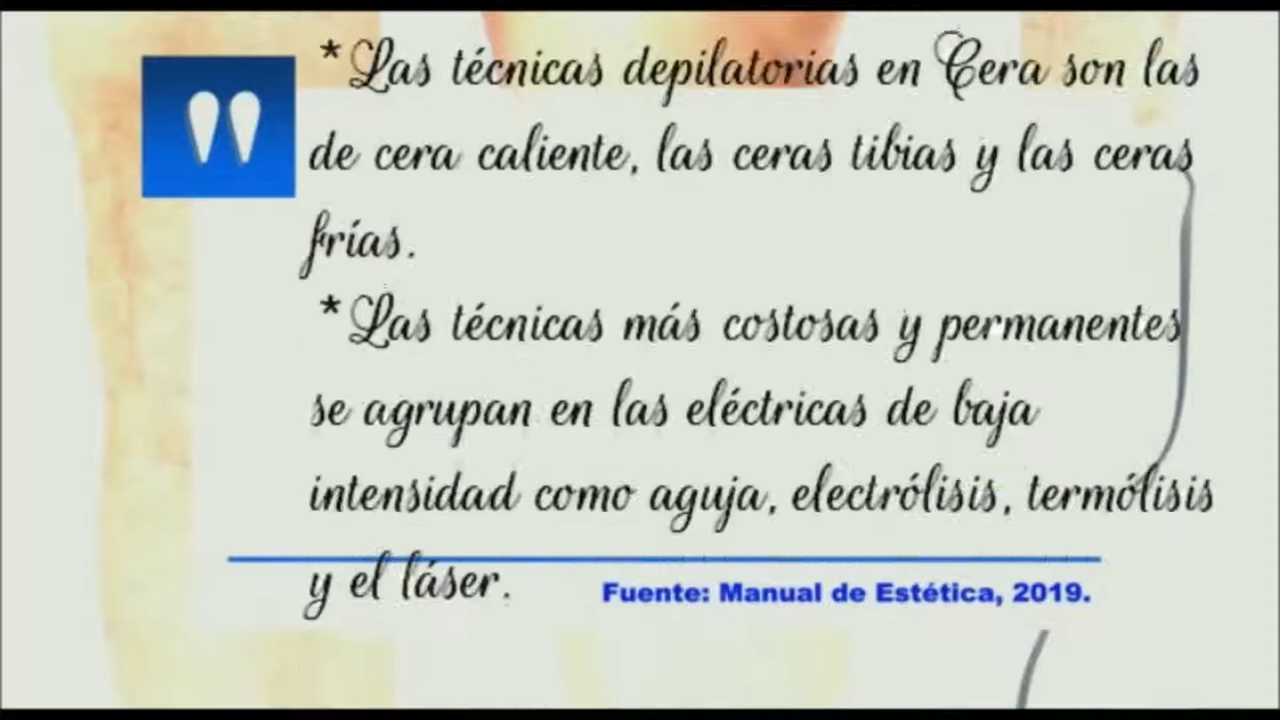 *Las técnicas depilatorias en Cera son las
de cera caliente, las ceras tibias y las ceras
frías.
*Las técnicas más costosas y permanentes
se agrupan en las eléctricas de baja
intensidad como aguja, electrólisis, termólisis
y el láser.
Fuente: Manual de Estética, 2019.